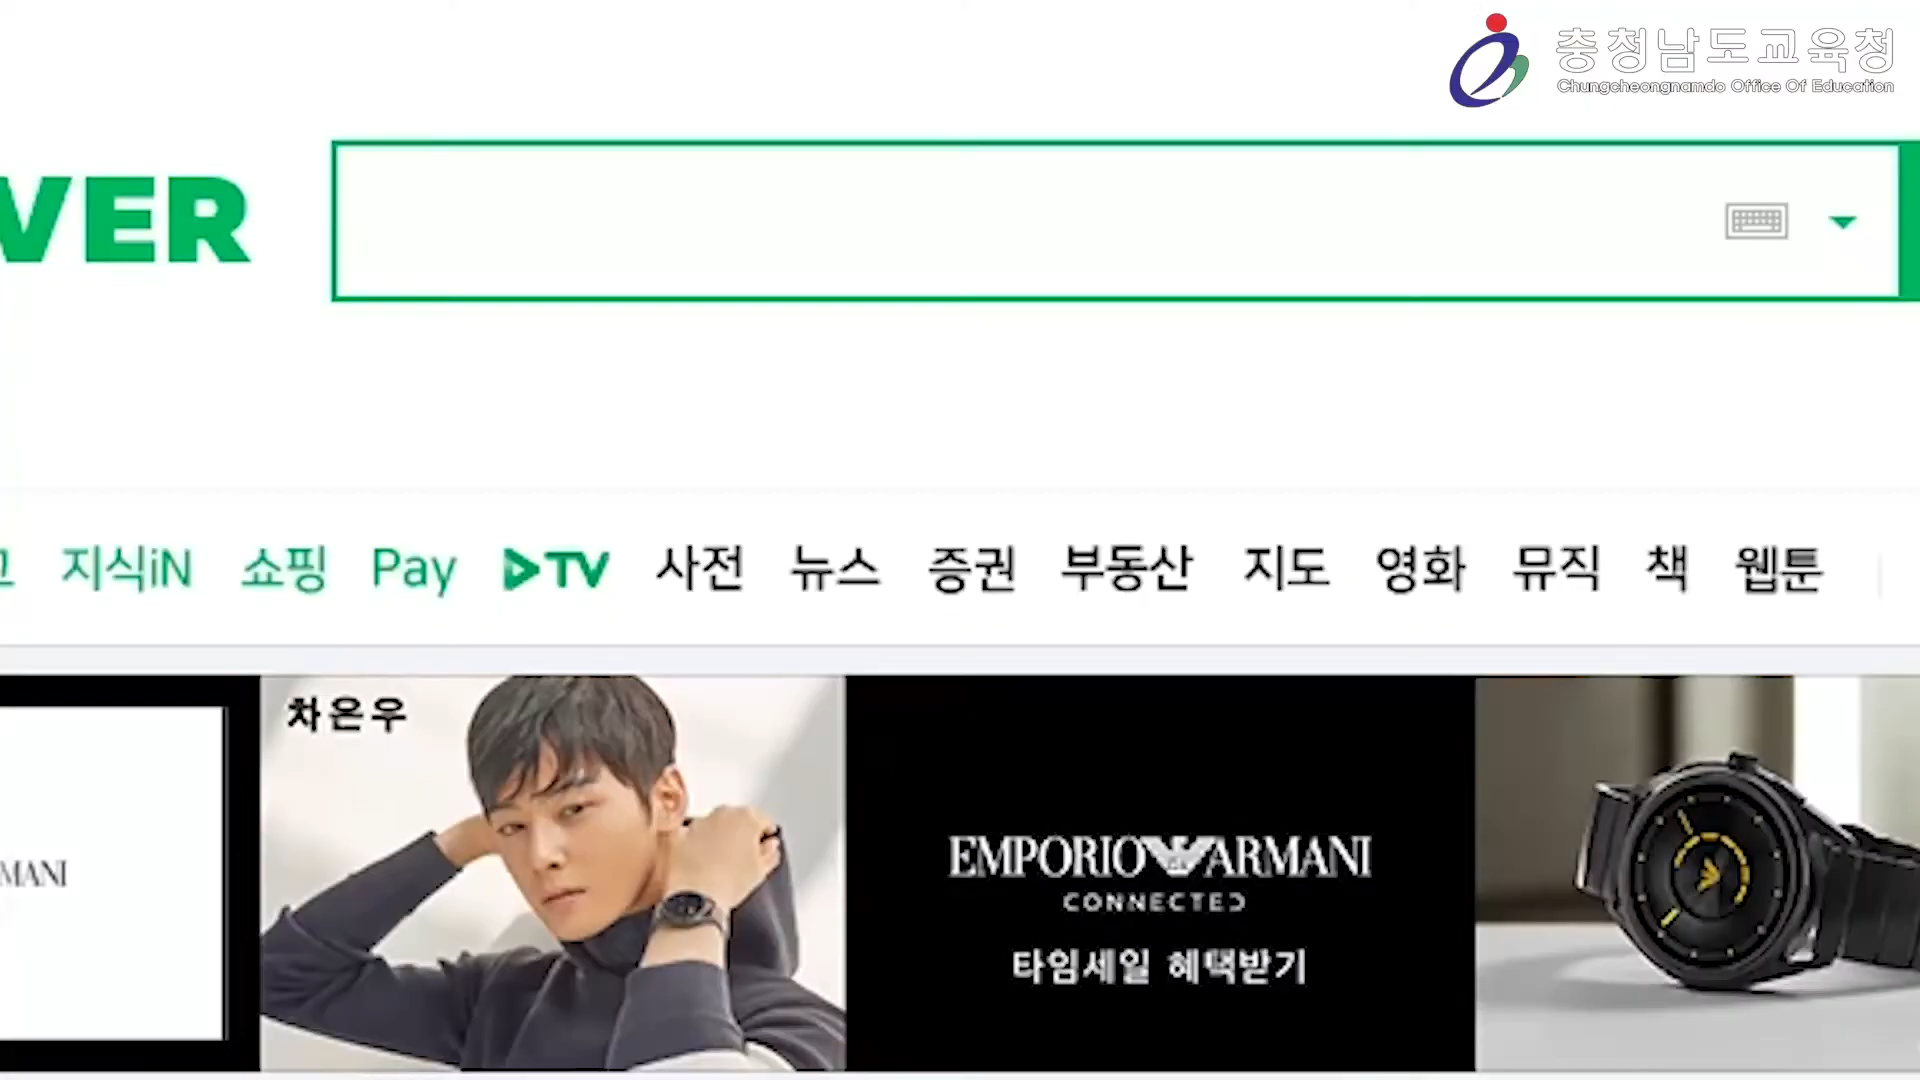 충청남도교육청
Chungcheongnamdo Office Of Education
VER
지식iN 쇼핑 Pay TV 사전 뉴스 증권 부동산 지도 영화 뮤직 책 웹툰
차은우
MANI
EMPORIO ARMANI
CONNECTED
타임세일 혜택받기